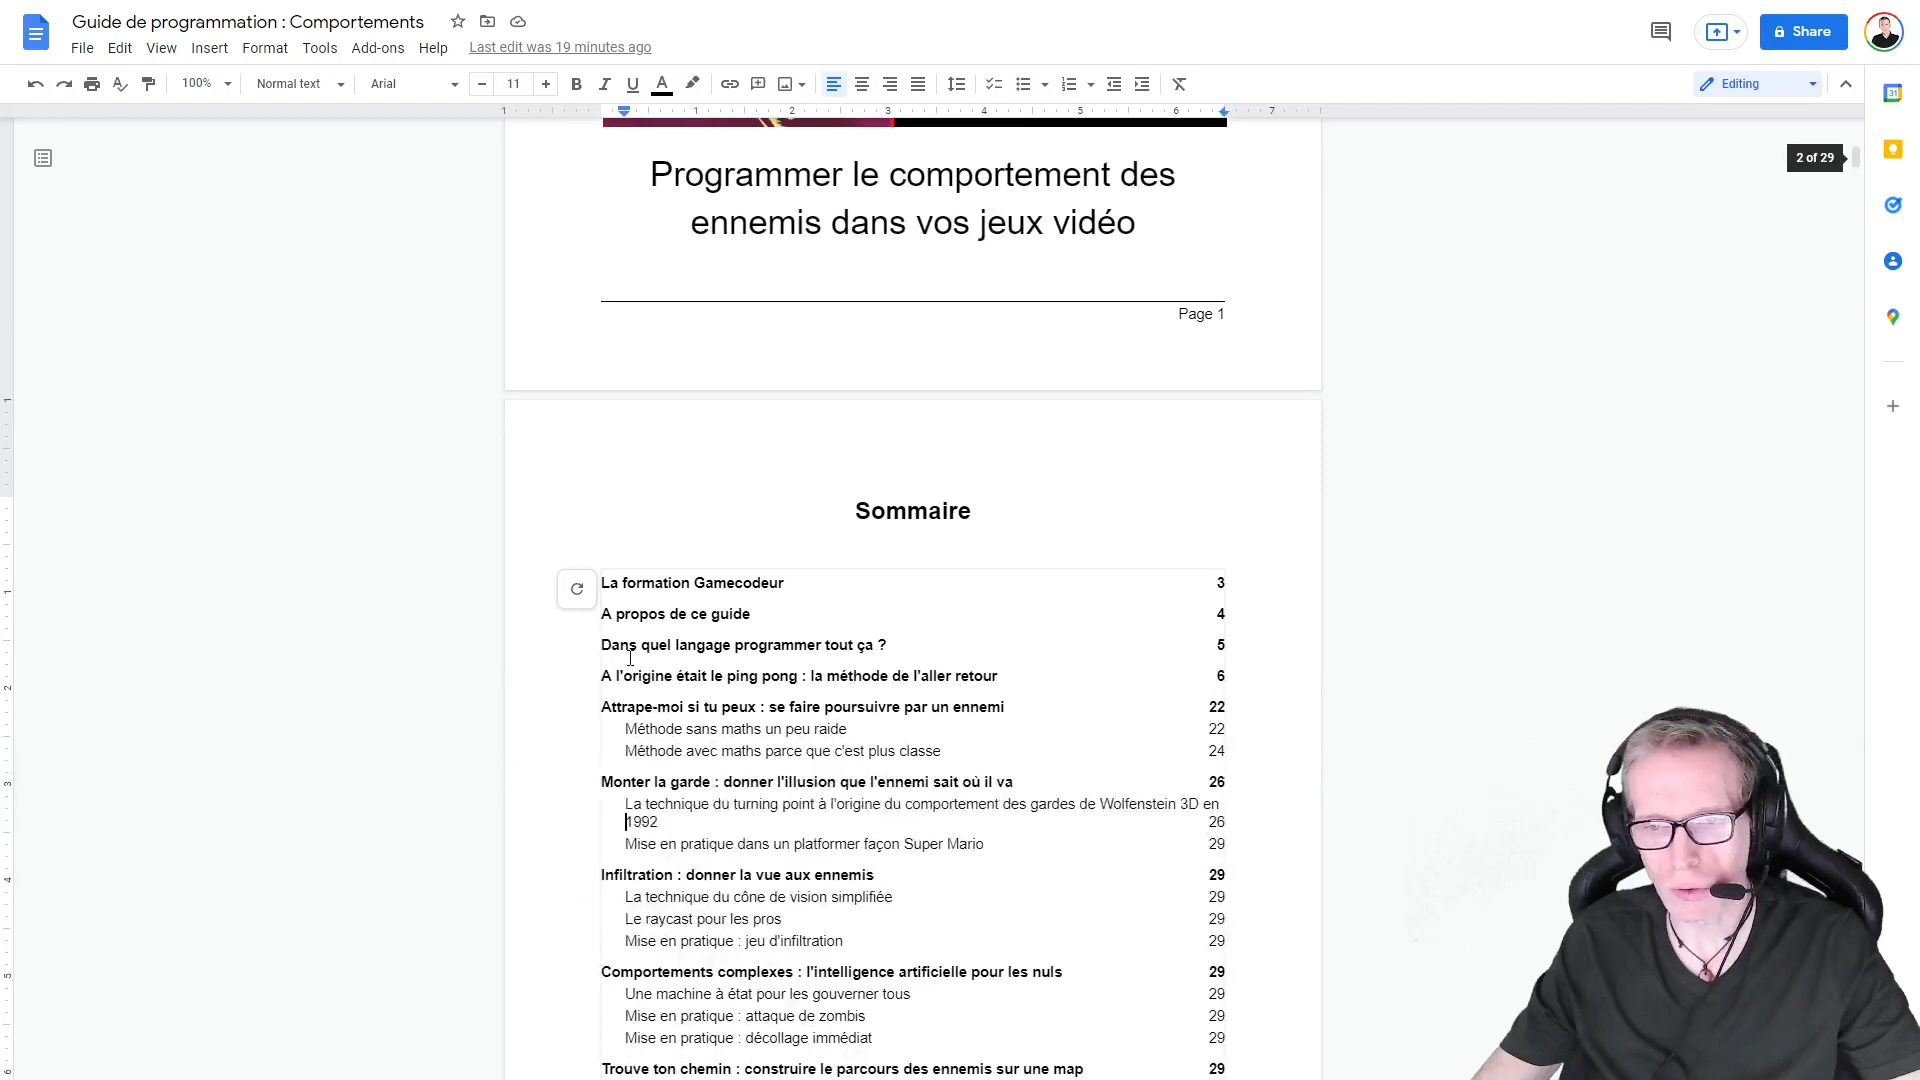 Guide de programmation : Comportements
File Edit View Insert Format Tools Add-ons Help Last edit was 19 minutes ago
Share
100% Normal text Arial 11 Editing
1 1 2 3 4 5 6 7
31
2 of 29
Programmer le comportement des
ennemis dans vos jeux vidéo
Page 1
Sommaire
La formation Gamecodeur 3
A propos de ce guide 4
Dans quel langage programmer tout ça ? 5
A l'origine était le ping pong : la méthode de l'aller retour 6
Attrape-moi si tu peux : se faire poursuivre par un ennemi 22
Méthode sans maths un peu raide 22
Méthode avec maths parce que c'est plus classe 24
Monter la garde : donner l'illusion que l'ennemi sait où il va 26
La technique du turning point à l'origine du comportement des gardes de Wolfenstein 3D en
1992 26
Mise en pratique dans un platformer façon Super Mario 29
Infiltration : donner la vue aux ennemis 29
La technique du cône de vision simplifiée 29
Le raycast pour les pros 29
Mise en pratique : jeu d'infiltration 29
Comportements complexes : l'intelligence artificielle pour les nuls 29
Une machine à état pour les gouverner tous 29
Mise en pratique : attaque de zombis 29
Mise en pratique : décollage immédiat 29
Trouve ton chemin : construire le parcours des ennemis sur une map 29